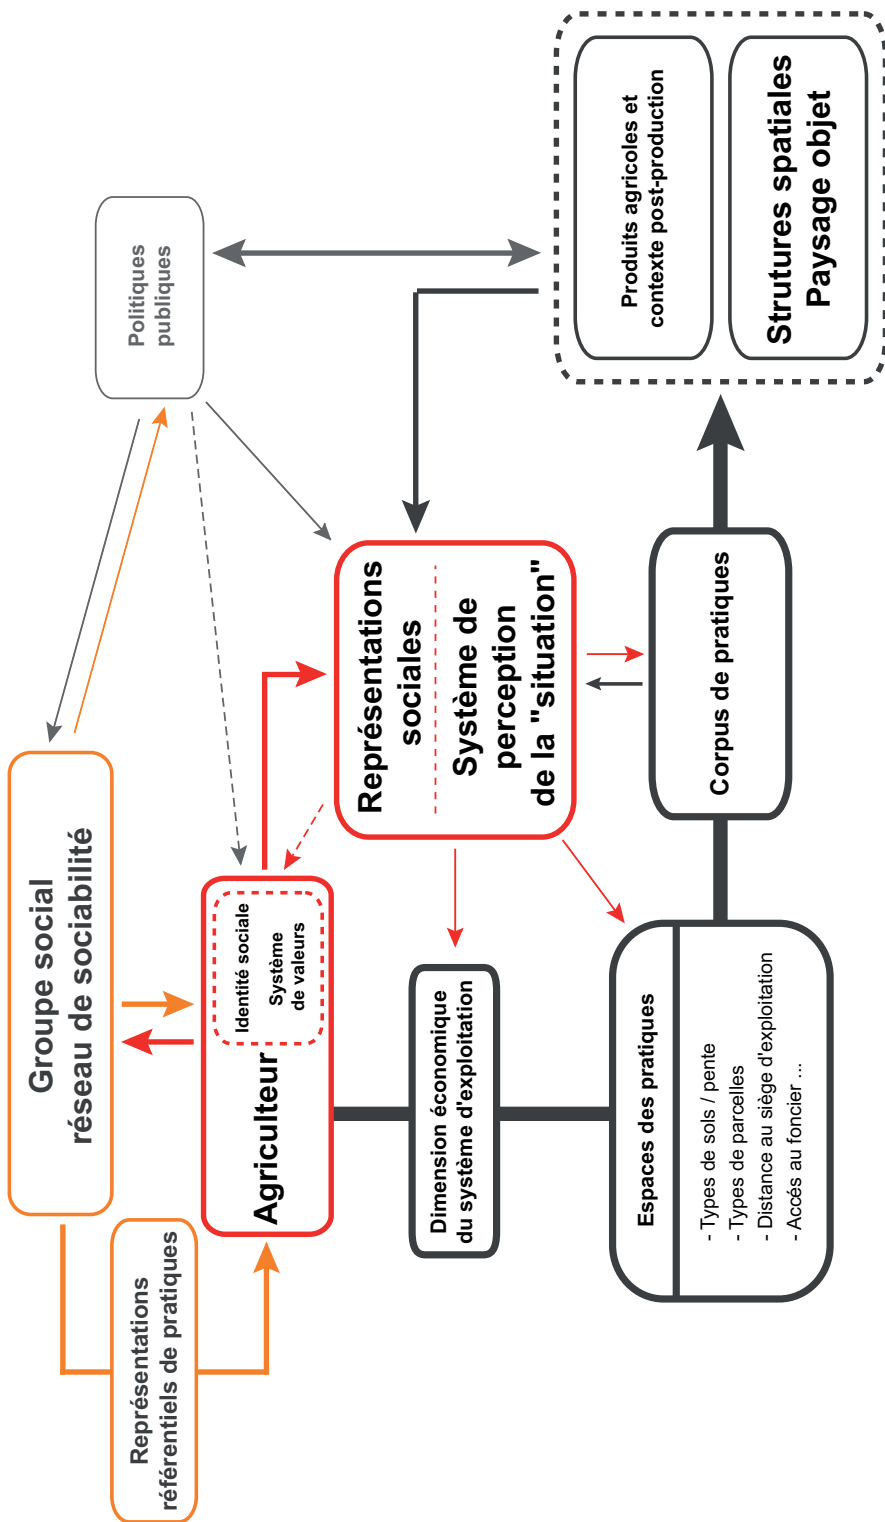 Groupe social
réseau de sociabilité
Politiques
publiques
Représentations
référentiels de pratiques
Agriculteur
Identité sociale
Système
de valeurs
Représentations
sociales
Système de
perception
de la "situation"
Produits agricoles et
contexte post-production
Strutures spatiales
Paysage objet
Dimension économique
du système d'exploitation
Espaces des pratiques
- Types de sols / pente
- Types de parcelles
- Distance au siège d'exploitation
- Accés au foncier ...
Corpus de pratiques